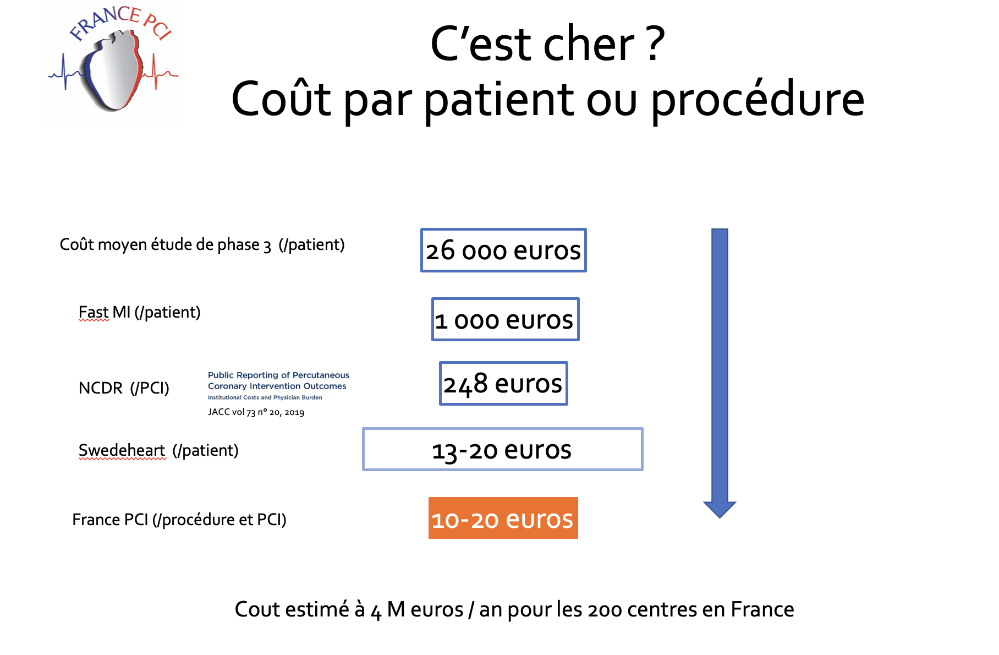 FRANCE PCI
C’est cher ?
Coût par patient ou procédure
Coût moyen étude de phase 3 (/patient)
26 000 euros
Fast MI (/patient)
1 000 euros
NCDR (/PCI)
Public Reporting of Percutaneous
Coronary Intervention Outcomes
Institutional Costs and Physician Burden
JACC vol 73 n° 20, 2019
248 euros
Swedeheart (/patient)
13-20 euros
France PCI (/procédure et PCI)
10-20 euros
Cout estimé à 4 M euros / an pour les 200 centres en France